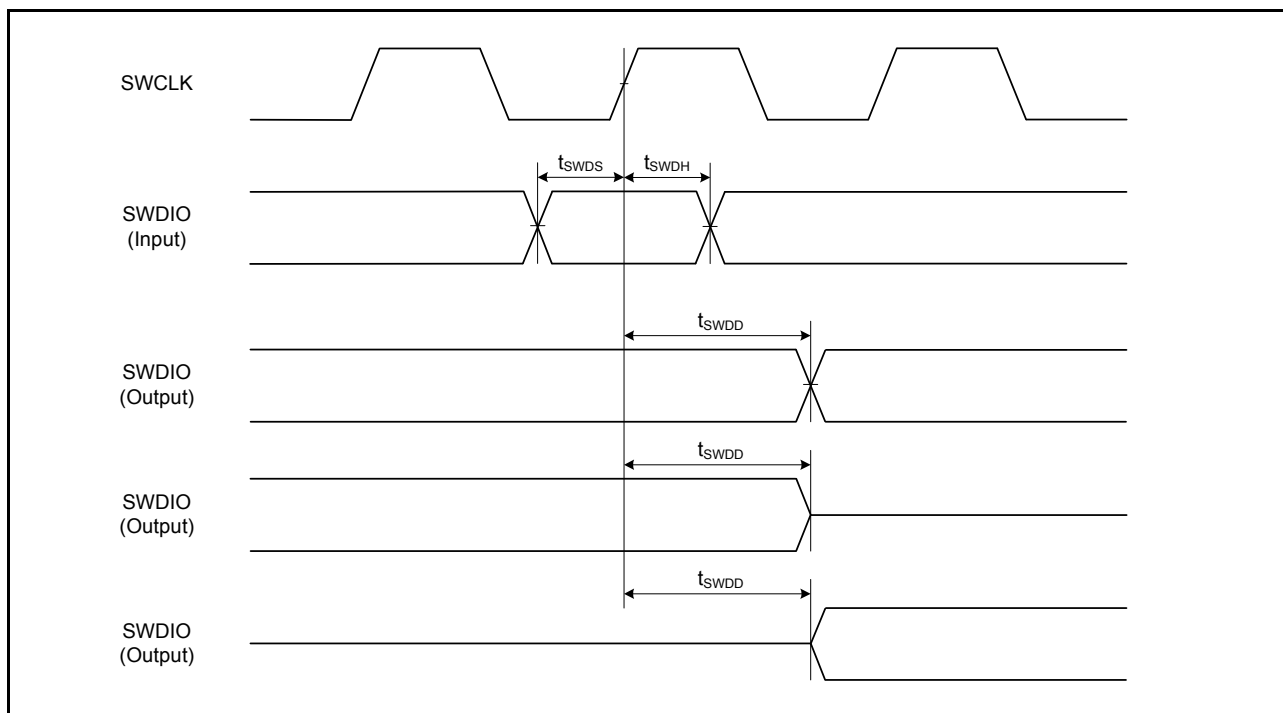 SWCLK
tSWDS
tSWDH
SWDIO
(Input)
tSWDD
SWDIO
(Output)
tSWDD
SWDIO
(Output)
tSWDD
SWDIO
(Output)